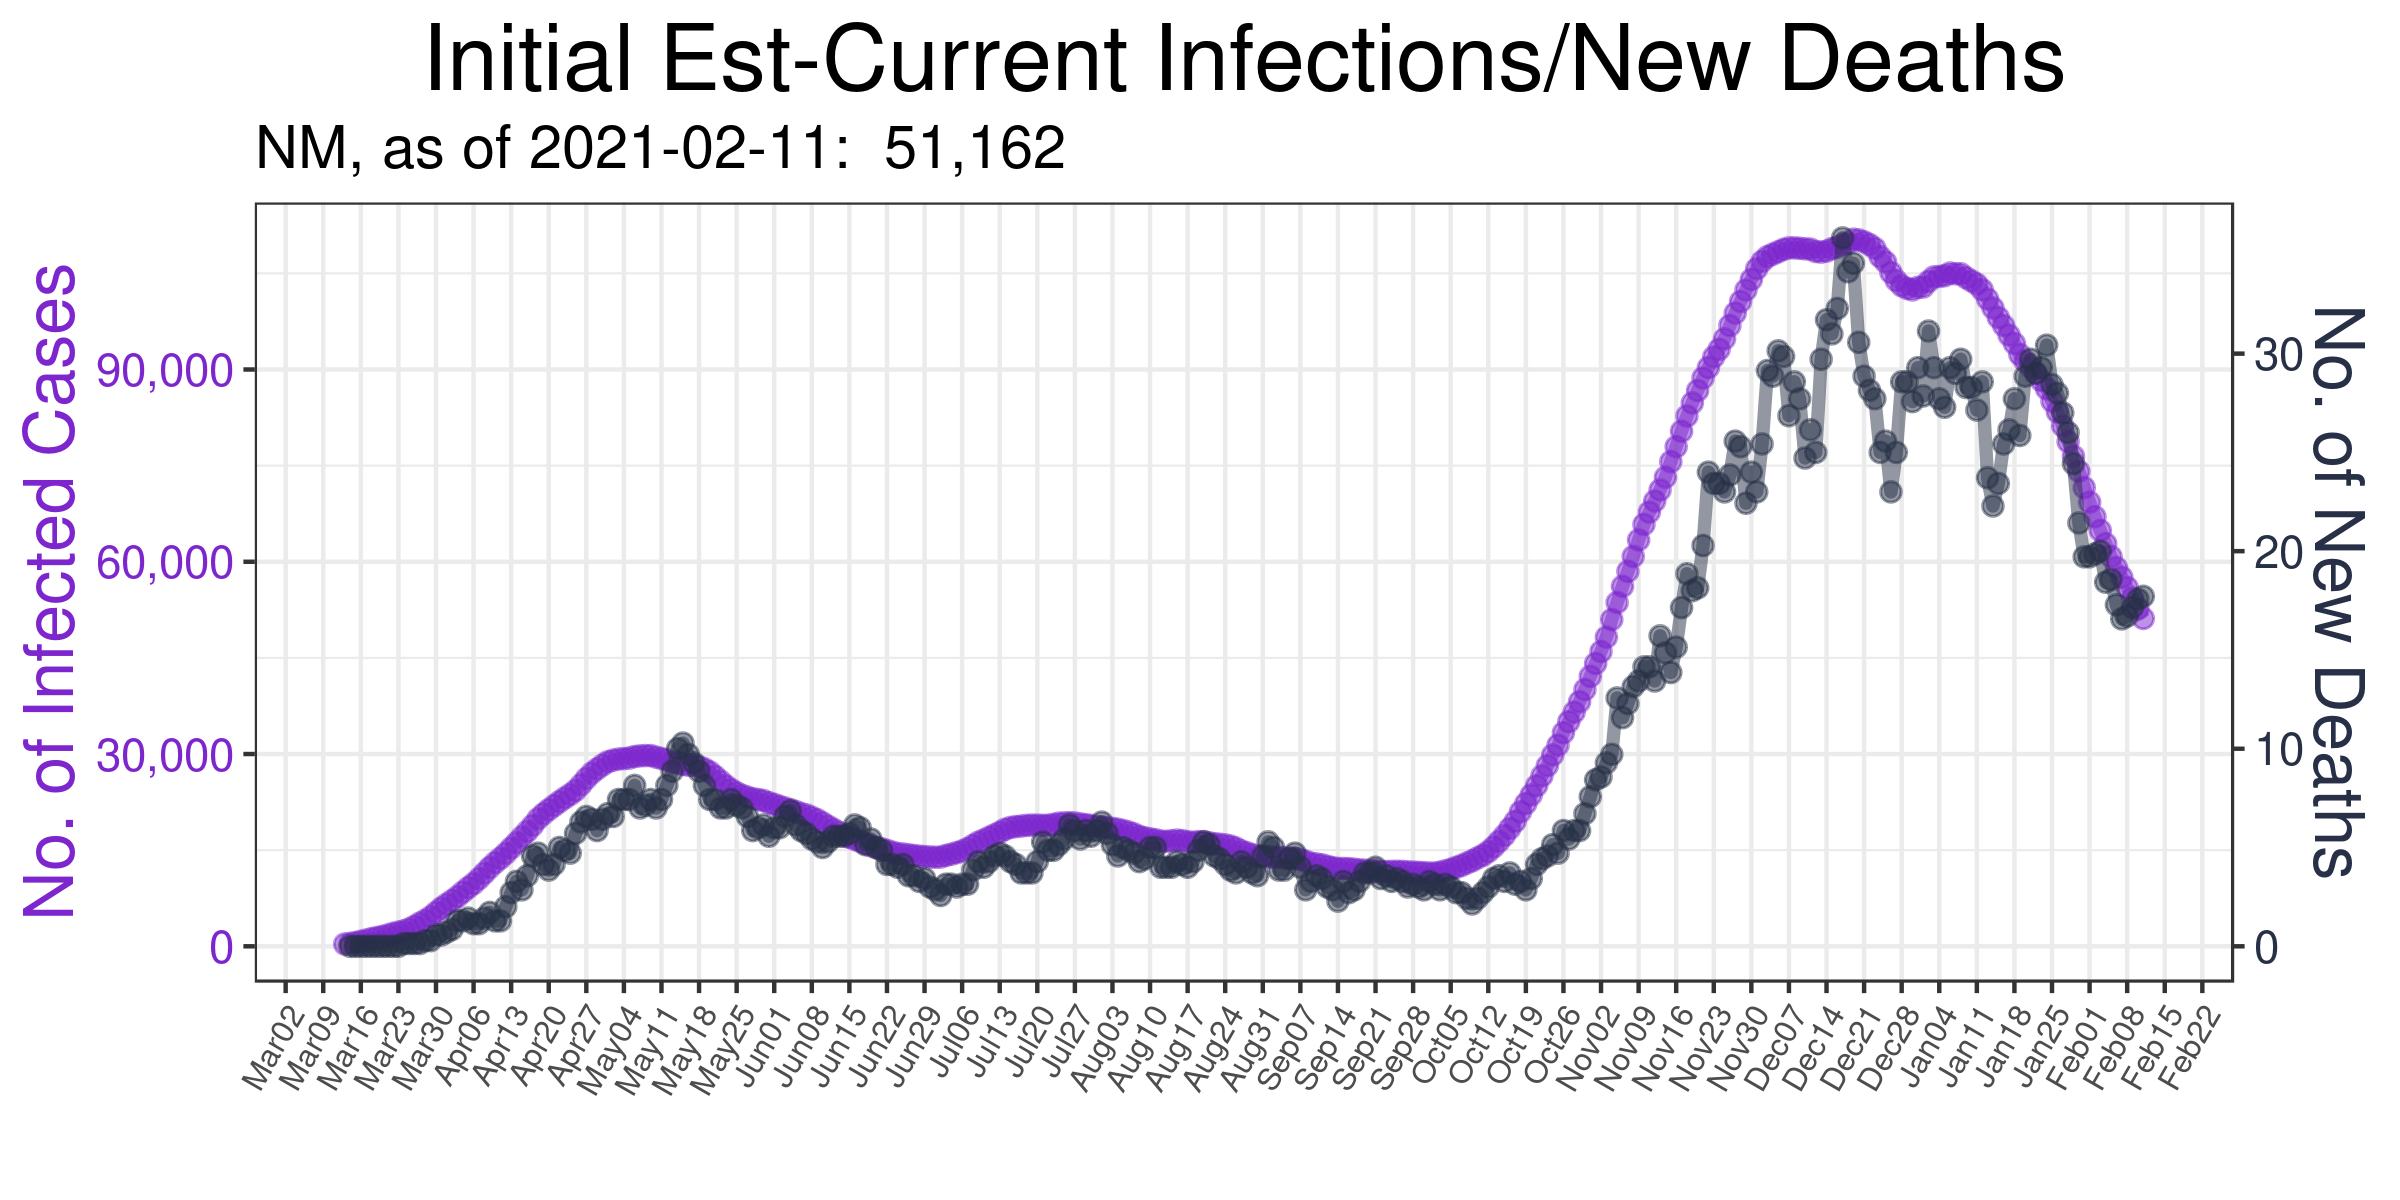 Initial Est-Current Infections/New Deaths
NM, as of 2021-02-11:  51,162
No. of Infected Cases
90,000
60,000
30,000
0
30
20
10
0
No. of New Deaths
Mar02
Mar09
Mar16
Mar23
Mar30
Apr06
Apr13
Apr20
Apr27
May04
May11
May18
May25
Jun01
Jun08
Jun15
Jun22
Jun29
Jul06
Jul13
Jul20
Jul27
Aug03
Aug10
Aug17
Aug24
Aug31
Sep07
Sep14
Sep21
Sep28
Oct05
Oct12
Oct19
Oct26
Nov02
Nov09
Nov16
Nov23
Nov30
Dec07
Dec14
Dec21
Dec28
Jan04
Jan11
Jan18
Jan25
Feb01
Feb08
Feb15
Feb22